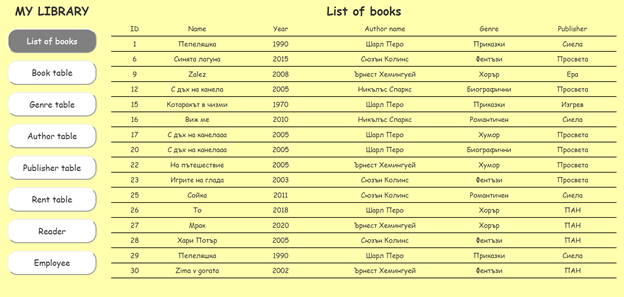 MY LIBRARY
List of books
Book table
Genre table
Author table
Publisher table
Rent table
Reader
Employee
List of books
ID Name Year Author name Genre Publisher
1 Пепеляшка 1990 Шарл Перо Приказки Сиела
6 Синята лагуна 2015 Сюзън Колинс Фентъзи Просвета
9 Zalez 2008 Ърнест Хемингуей Хорър Ера
12 С дъх на канела 2005 Никълъс Спаркс Биографични Просвета
15 Котаракът в чизми 1970 Шарл Перо Приказки Изгрев
16 Виж ме 2010 Никълъс Спаркс Романтичен Сиела
17 С дъх на канелааа 2005 Шарл Перо Хумор Просвета
20 С дъх на канелааа 2005 Шарл Перо Биографични Просвета
22 На пътешествие 2005 Ърнест Хемингуей Хумор Просвета
23 Игрите на глада 2003 Сюзън Колинс Фентъзи Просвета
25 Сойка 2011 Сюзън Колинс Романтичен Сиела
26 То 2018 Шарл Перо Хорър ПАН
27 Мрак 2020 Ърнест Хемингуей Хорър ПАН
28 Хари Потър 2005 Сюзън Колинс Фентъзи ПАН
29 Пепеляшка 1990 Шарл Перо Приказки Сиела
30 Zima v gorata 2002 Ърнест Хемингуей Фентъзи ПАН